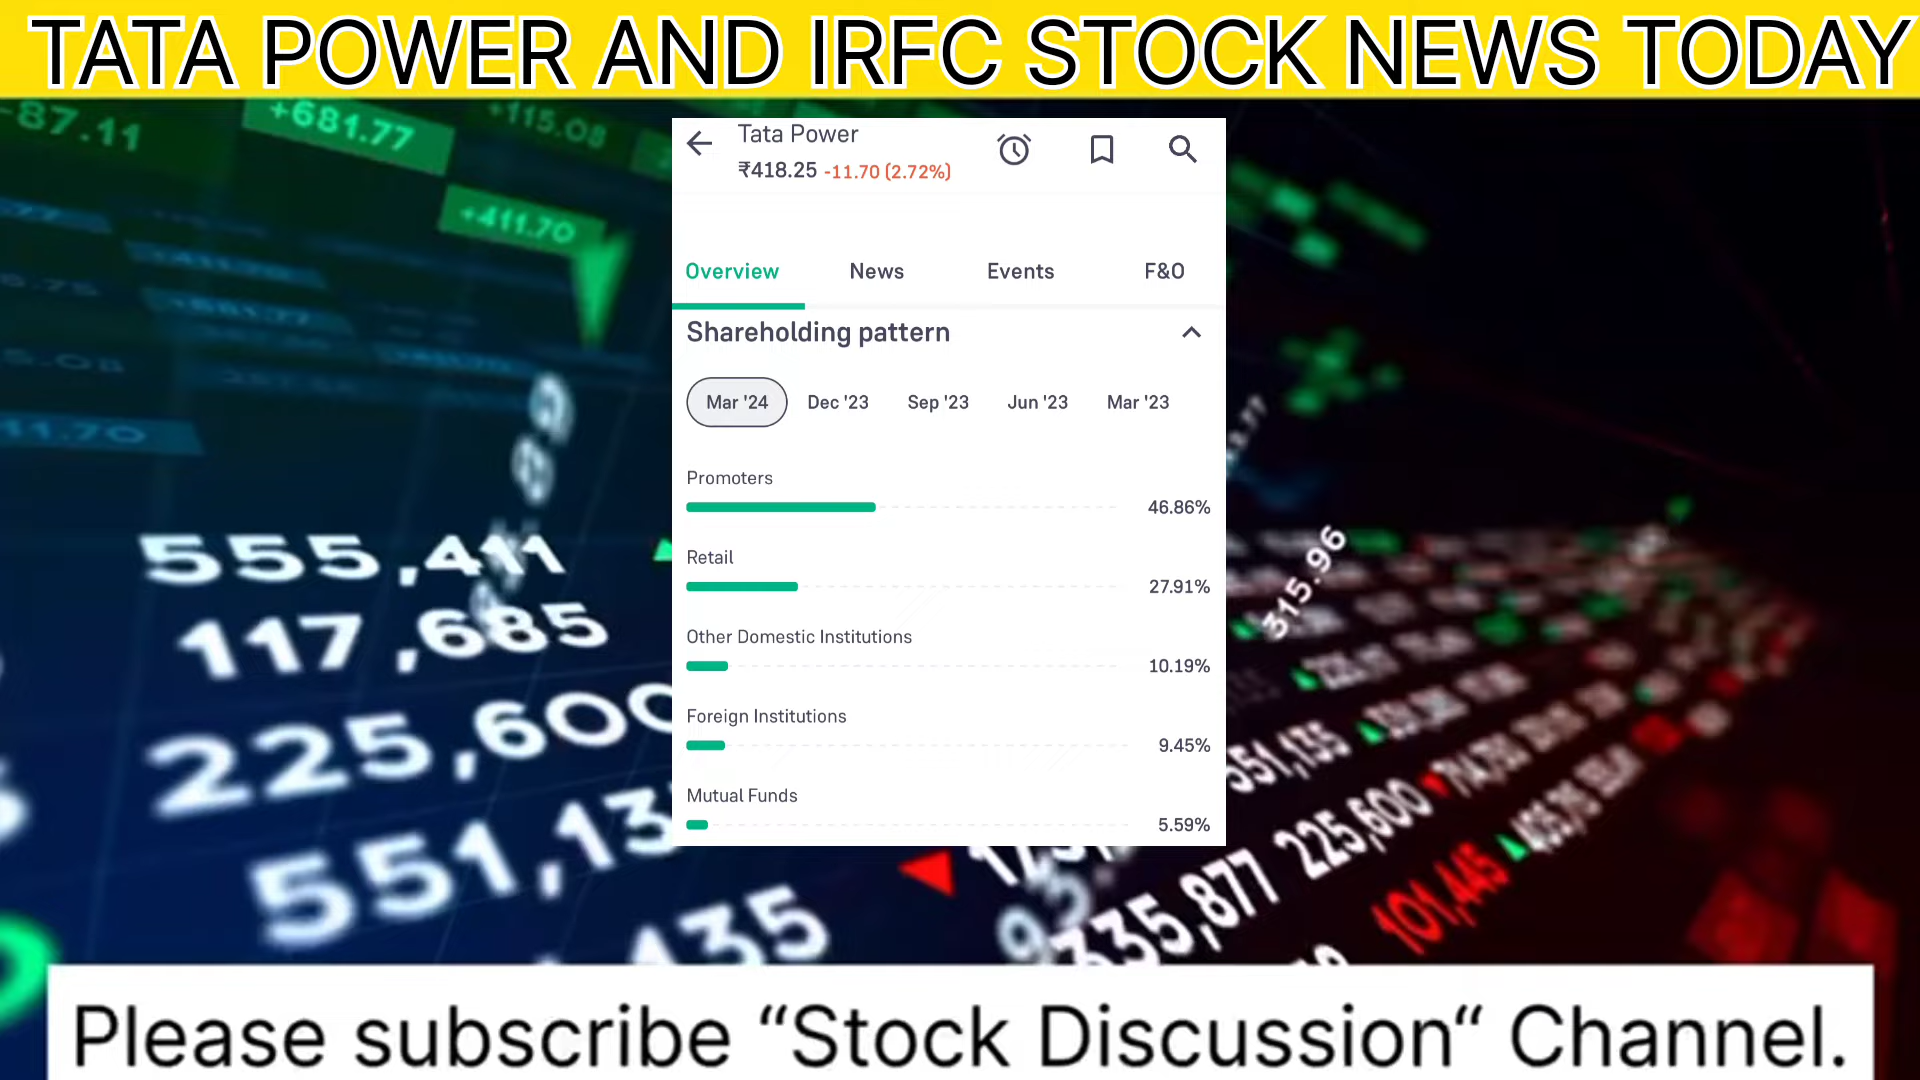 TATA POWER AND IRFC STOCK NEWS TODAY
-87.11
+681.77
+115.08
+411.70
Tata Power
₹418.25 -11.70 (2.72%)
Overview News Events F&O
Shareholding pattern
Mar '24 Dec '23 Sep '23 Jun '23 Mar '23
Promoters
46.86%
Retail
27.91%
Other Domestic Institutions
10.19%
Foreign Institutions
9.45%
Mutual Funds
5.59%
555,411
117,685
225,600
551,13
435
315.96
551,135
335,877 225,600
101,445
Please subscribe “Stock Discussion“ Channel.